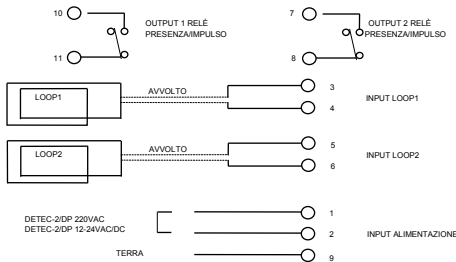 10
OUTPUT 1 RELÈ
PRESENZA/IMPULSO
11
7
OUTPUT 2 RELÈ
PRESENZA/IMPULSO
8
LOOP1
AVVOLTO
3
4
INPUT LOOP1
LOOP2
AVVOLTO
5
6
INPUT LOOP2
DETEC-2/DP 220VAC
DETEC-2/DP 12-24VAC/DC
1
2
INPUT ALIMENTAZIONE
TERRA
9